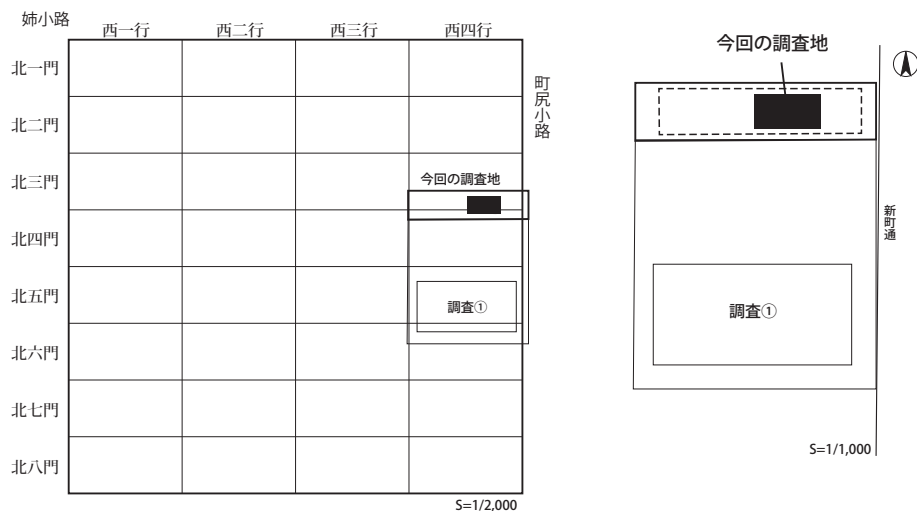 姉小路
西一行 西二行 西三行 西四行
北一門
北二門
北三門
北四門
北五門
北六門
北七門
北八門
町尻小路
今回の調査地
調査①
S=1/2,000
今回の調査地
新町通
調査①
S=1/1,000